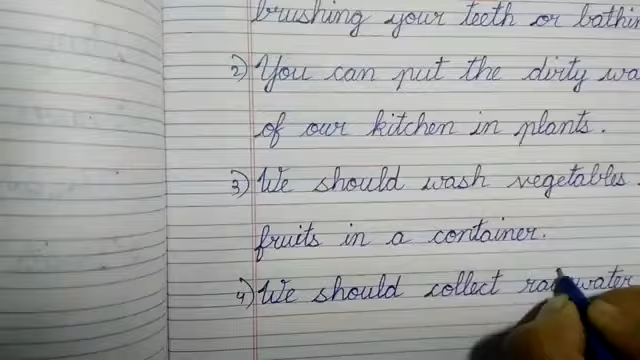 brushing your teeth or
2) You can put the dirty
of our kitchen in plants.
3) We should wash vegetables
fruits in a container.
4) We should collect water